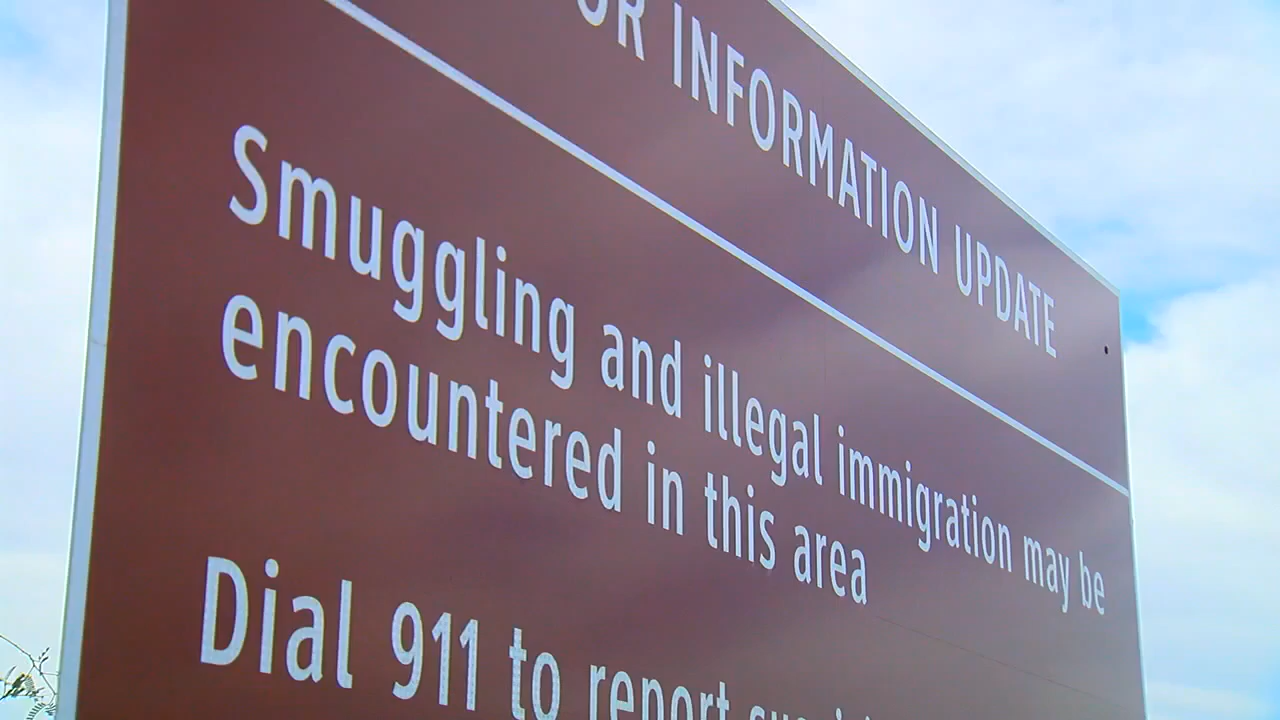 INFORMATION UPDATE
Smuggling and illegal immigration may be
encountered in this area
Dial 911 to report